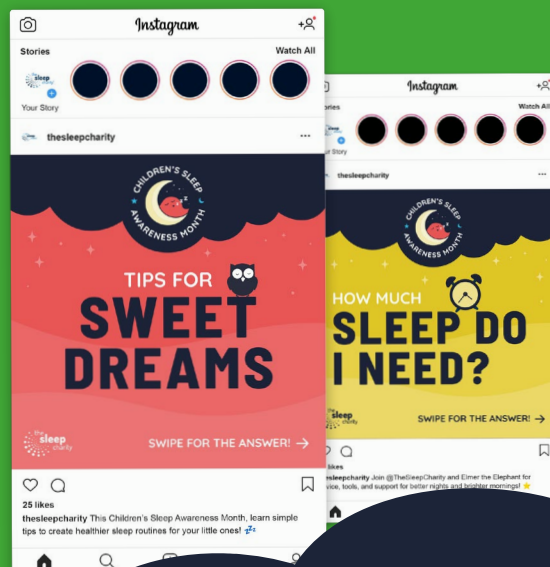 Instagram
Stories
Watch All
Your Story
thesleepcharity
CHILDREN'S SLEEP
AWARENESS MONTH
TIPS FOR
SWEET
DREAMS
the
sleep
charity
SWIPE FOR THE ANSWER! →
25 likes
thesleepcharity This Children's Sleep Awareness Month, learn simple
tips to create healthier sleep routines for your little ones! 💤
Instagram
Watch All
Story
thesleepcharity
CHILDREN'S SLEEP
AWARENESS MONTH
HOW MUCH
SLEEP DO
I NEED?
sleep
charity
SWIPE FOR THE ANSWER! →
likes
Join @TheSleepCharity and Elmer the Elephant for
tools, and support for better nights and brighter mornings! ⭐